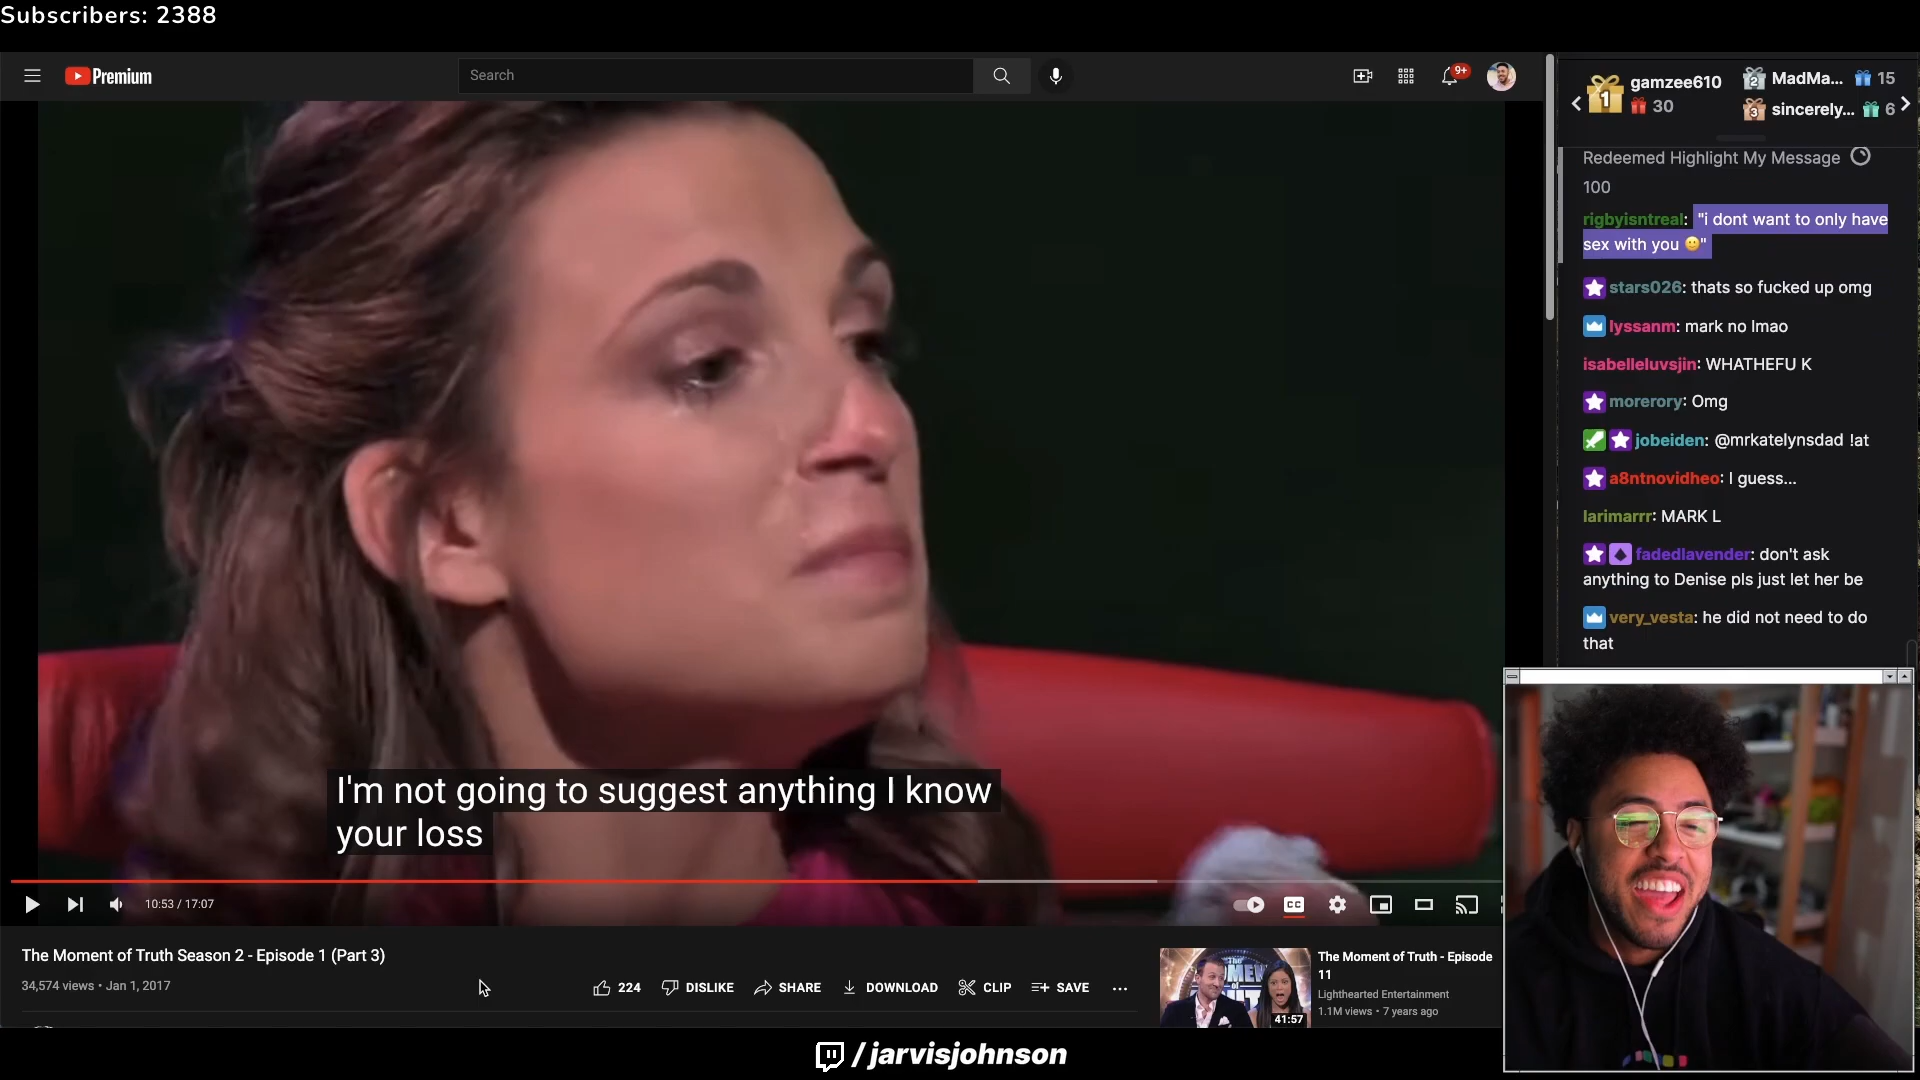 Subscribers: 2388
Premium
Search
9+
1
gamzee610
30
2
MadMa...
15
3
sincerely...
6
Redeemed Highlight My Message
100
rigbyisntreal: "i dont want to only have
sex with you 🙂"
stars026: thats so fucked up omg
lyssanm: mark no lmao
isabelleluvsjin: WHATHEFU K
morerory: Omg
jobeiden: @mrkatelynsdad !at
a8ntnovidheo: I guess...
larimarrr: MARK L
fadedlavender: don't ask
anything to Denise pls just let her be
very_vesta: he did not need to do
that
I'm not going to suggest anything I know
your loss
10:53 / 17:07
CC
The Moment of Truth Season 2 - Episode 1 (Part 3)
34,574 views • Jan 1, 2017
224
DISLIKE
SHARE
DOWNLOAD
CLIP
SAVE
...
41:57
The Moment of Truth - Episode
11
Lighthearted Entertainment
1.1M views • 7 years ago
/jarvisjohnson